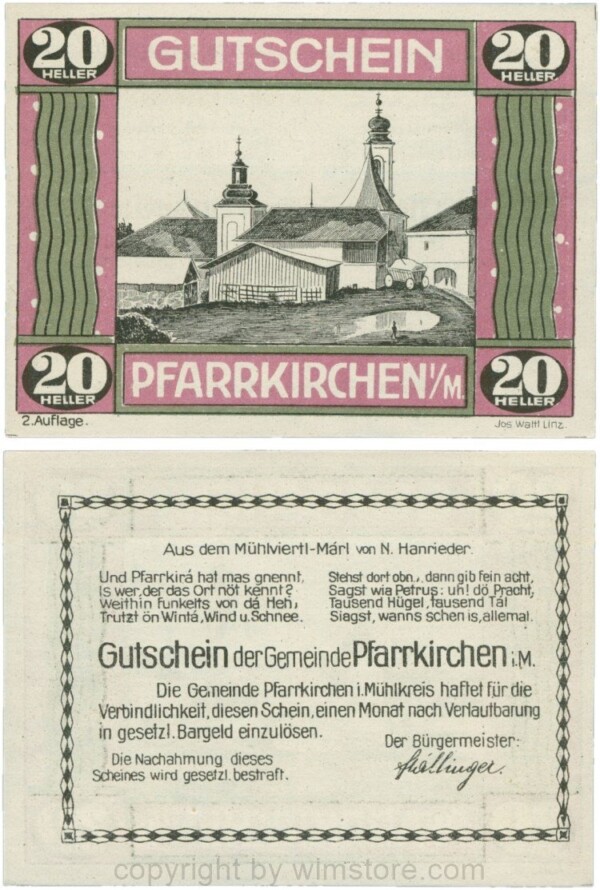 20 HELLER
GUTSCHEIN
20 HELLER
20 HELLER
PFARRKIRCHEN I/M.
20 HELLER
2. Auflage.
Jos. Waltl Linz.
Aus dem Mühlviertl-Márl von N. Hanrieder.
Und Pfarrkirá hat mas gnennt,
Is wer, der das Ort nöt kennt?
Weithin funkelts von dá Heh,
Trutzt ön Wintá, Wind u. Schnee.
Stehst dort obn, dann gib fein acht,
Sagst wia Petrus: uh! dö Pracht,
Tausend Hügel, tausend Tál
Siagst, wanns schen is, allemal.
Gutschein der Gemeinde Pfarrkirchen i. M.
Die Gemeinde Pfarrkirchen i. Mühlkreis haftet für die
Verbindlichkeit, diesen Schein, einen Monat nach Verlautbarung
in gesetzl. Bargeld einzulösen.
Der Bürgermeister:
Die Nachahmung dieses
Scheines wird gesetzl. bestraft.
copyright by wimstore.com